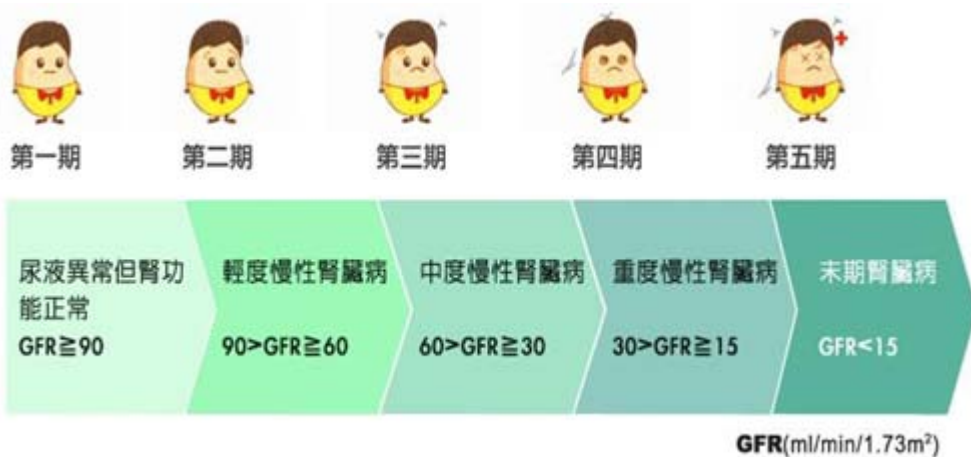 第一期
第二期
第三期
第四期
第五期
尿液異常但腎功
能正常
GFR≧90
輕度慢性腎臟病
90>GFR≧60
中度慢性腎臟病
60>GFR≧30
重度慢性腎臟病
30>GFR≧15
末期腎臟病
GFR<15
GFR(ml/min/1.73m²)